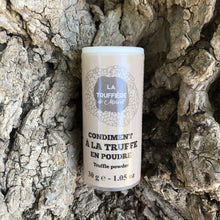 LA
TRUFFIÈRE
CONDIMENT
À LA TRUFFE
EN POUDRE
Truffle powder
30 g - 1.05 oz